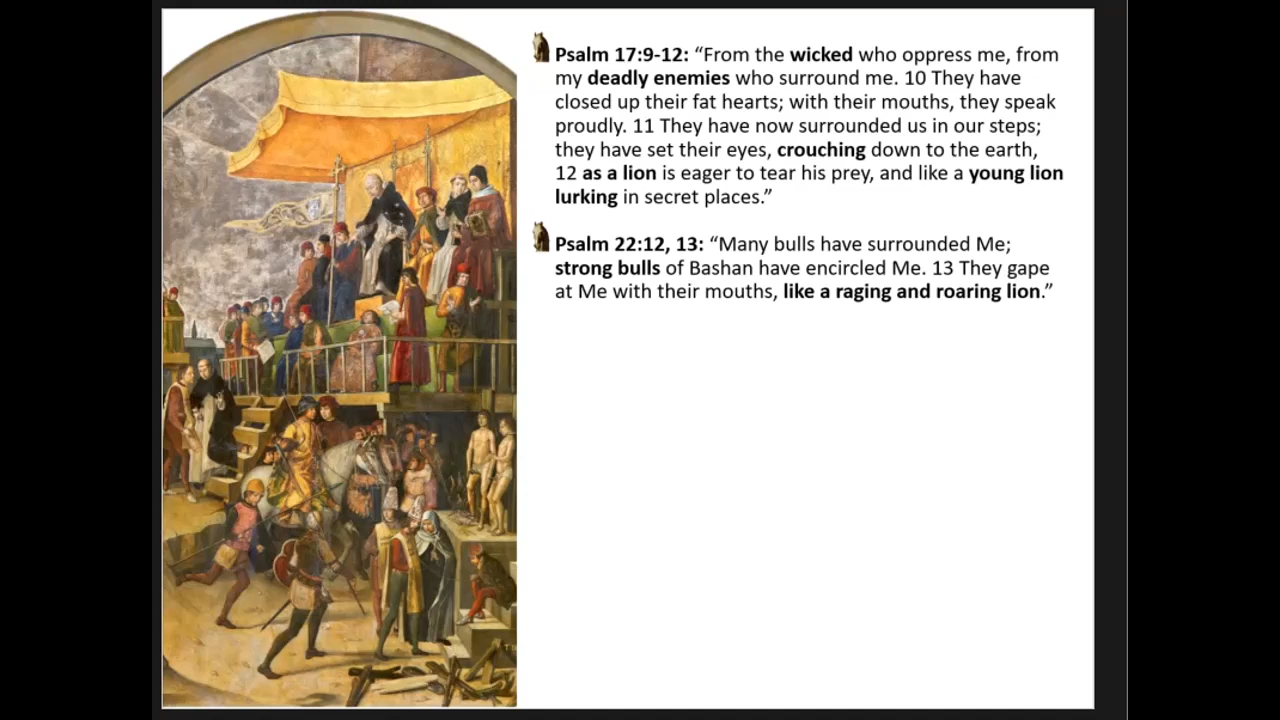 Psalm 17:9-12: “From the wicked who oppress me, from
my deadly enemies who surround me. 10 They have
closed up their fat hearts; with their mouths, they speak
proudly. 11 They have now surrounded us in our steps;
they have set their eyes, crouching down to the earth,
12 as a lion is eager to tear his prey, and like a young lion
lurking in secret places.”
Psalm 22:12, 13: “Many bulls have surrounded Me;
strong bulls of Bashan have encircled Me. 13 They gape
at Me with their mouths, like a raging and roaring lion.”